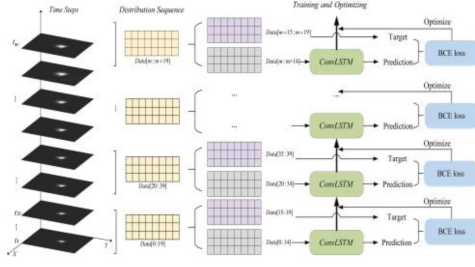 Time Steps
Distribution Sequence
Training and Optimizing
Optimize
Data[m+15 : m+19]
Target
BCE loss
Data[m : m+19]
Data[m : m+14]
ConvLSTM
Prediction
...
...
Optimize
BCE loss
...
ConvLSTM
Prediction
Optimize
Data[35 : 39]
Target
BCE loss
Data[20 : 39]
Data[20 : 34]
ConvLSTM
Prediction
Optimize
Data[15 : 19]
Target
BCE loss
Data[0 : 19]
Data[0 : 14]
ConvLSTM
Prediction
X
Y